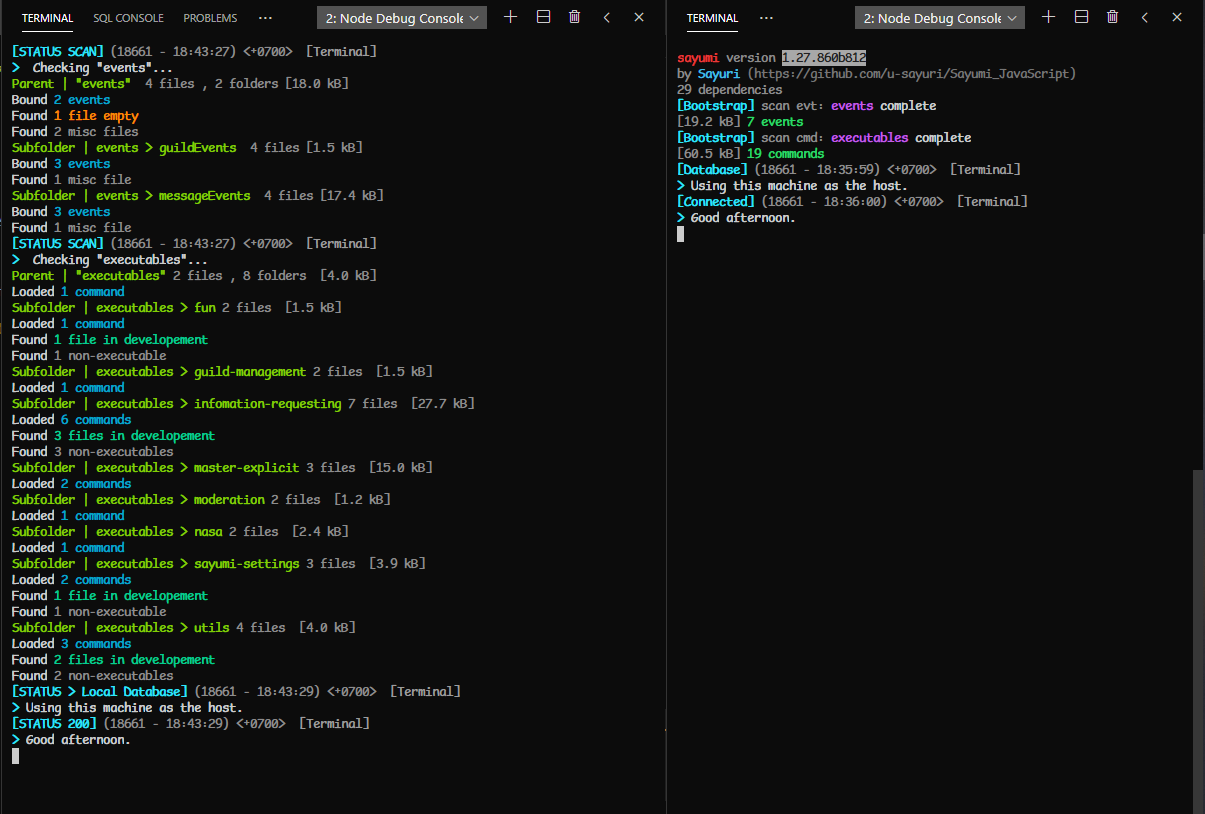 TERMINAL SQL CONSOLE PROBLEMS ··· 2: Node Debug Console
[STATUS SCAN] (18661 - 18:43:27) <+0700> [Terminal]
> Checking "events"...
Parent | "events" 4 files , 2 folders [18.0 kB]
Bound 2 events
Found 1 file empty
Found 2 misc files
Subfolder | events > guildEvents 4 files [1.5 kB]
Bound 3 events
Found 1 misc file
Subfolder | events > messageEvents 4 files [17.4 kB]
Bound 3 events
Found 1 misc file
[STATUS SCAN] (18661 - 18:43:27) <+0700> [Terminal]
> Checking "executables"...
Parent | "executables" 2 files , 8 folders [4.0 kB]
Loaded 1 command
Subfolder | executables > fun 2 files [1.5 kB]
Loaded 1 command
Found 1 file in developement
Found 1 non-executable
Subfolder | executables > guild-management 2 files [1.5 kB]
Loaded 1 command
Subfolder | executables > infomation-requesting 7 files [27.7 kB]
Loaded 6 commands
Found 3 files in developement
Found 3 non-executables
Subfolder | executables > master-explicit 3 files [15.0 kB]
Loaded 2 commands
Subfolder | executables > moderation 2 files [1.2 kB]
Loaded 1 command
Subfolder | executables > nasa 2 files [2.4 kB]
Loaded 1 command
Subfolder | executables > sayumi-settings 3 files [3.9 kB]
Loaded 2 commands
Found 1 file in developement
Found 1 non-executable
Subfolder | executables > utils 4 files [4.0 kB]
Loaded 3 commands
Found 2 files in developement
Found 2 non-executables
[STATUS > Local Database] (18661 - 18:43:29) <+0700> [Terminal]
> Using this machine as the host.
[STATUS 200] (18661 - 18:43:29) <+0700> [Terminal]
> Good afternoon.
TERMINAL ··· 2: Node Debug Console
sayumi version 1.27.860b812
by Sayuri (https://github.com/u-sayuri/Sayumi_JavaScript)
29 dependencies
[Bootstrap] scan evt: events complete
[19.2 kB] 7 events
[Bootstrap] scan cmd: executables complete
[60.5 kB] 19 commands
[Database] (18661 - 18:35:59) <+0700> [Terminal]
> Using this machine as the host.
[Connected] (18661 - 18:36:00) <+0700> [Terminal]
> Good afternoon.